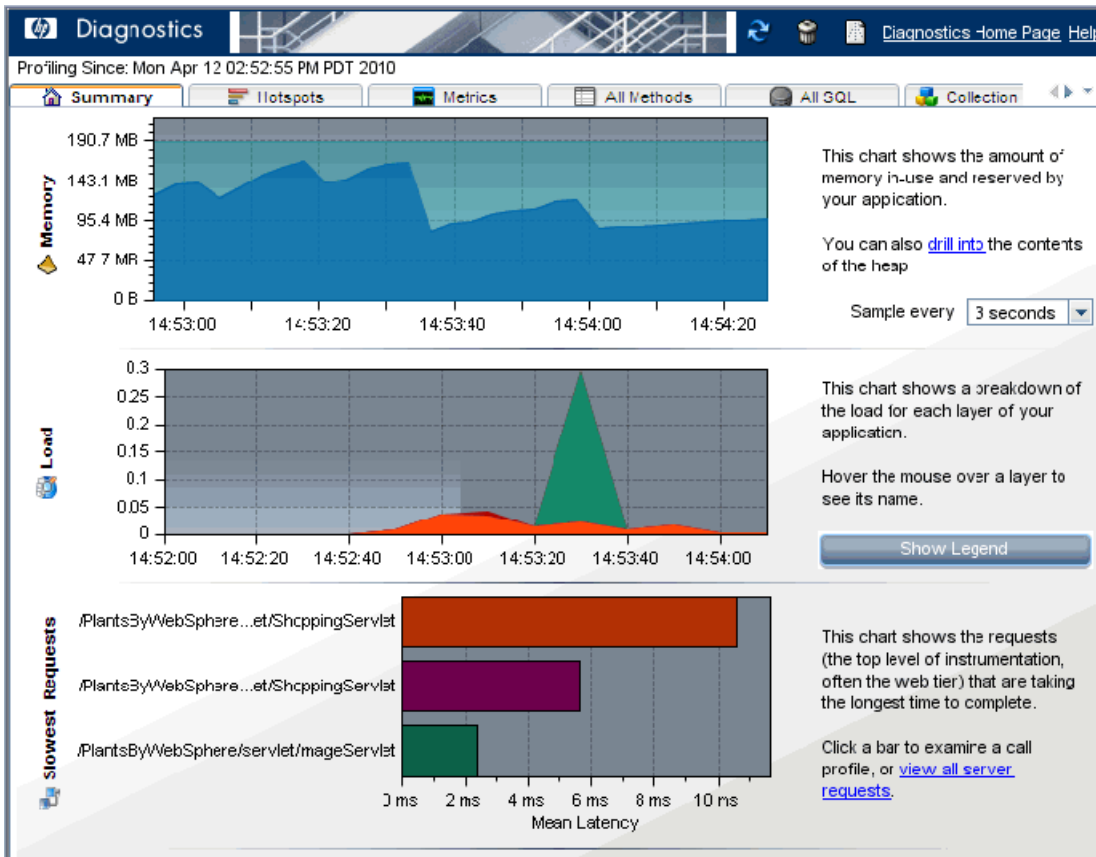 hp Diagnostics
Diagnostics Home Page Help
Profiling Since: Mon Apr 12 02:52:55 PM PDT 2010
Summary Hotspots Metrics All Methods All SQL Collection
Memory
190.7 MB
143.1 MB
95.4 MB
47.7 MB
0 B
14:53:00 14:53:20 14:53:40 14:54:00 14:54:20
This chart shows the amount of
memory in-use and reserved by
your application.
You can also drill into the contents
of the heap
Sample every 3 seconds
Load
0.3
0.25
0.2
0.15
0.1
0.05
0
14:52:00 14:52:20 14:52:40 14:53:00 14:53:20 14:53:40 14:54:00
This chart shows a breakdown of
the load for each layer of your
application.
Hover the mouse over a layer to
see its name.
Show Legend
Slowest Requests
/PlantsByWebSphere...et/ShoppingServlet
/PlantsByWebSphere...et/ShoppingServlet
/PlantsByWebSphere/servlet/mageServlet
0 ms 2 ms 4 ms 6 ms 8 ms 10 ms
Mean Latency
This chart shows the requests
(the top level of instrumentation,
often the web tier) that are taking
the longest time to complete.
Click a bar to examine a call
profile, or view all server
requests.